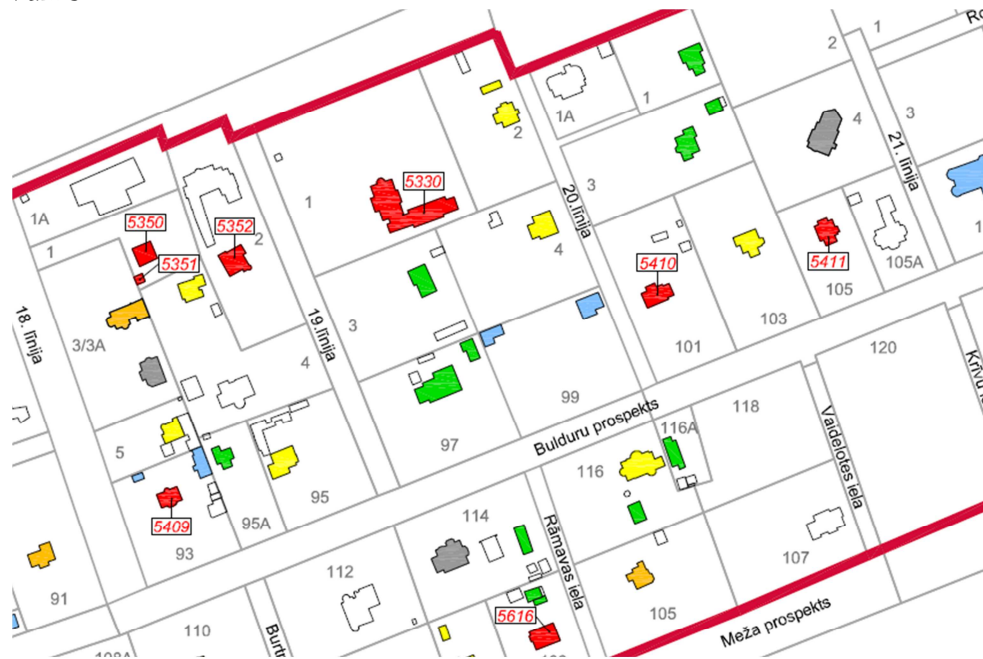 1
2
Ro
1A
1
2
3
4
1
3
21. līnija
1
1A
5350
1
5351
5352
2
5330
4
20.līnija
5410
5411
105
105A
18. līnija
3/3A
19.līnija
3
4
101
103
120
Vaidelotes iela
5
5409
93
95A
95
97
99
Bulduru prospekts
116A
118
116
91
110
112
114
Rāmavas iela
5616
105
107
Meža prospekts